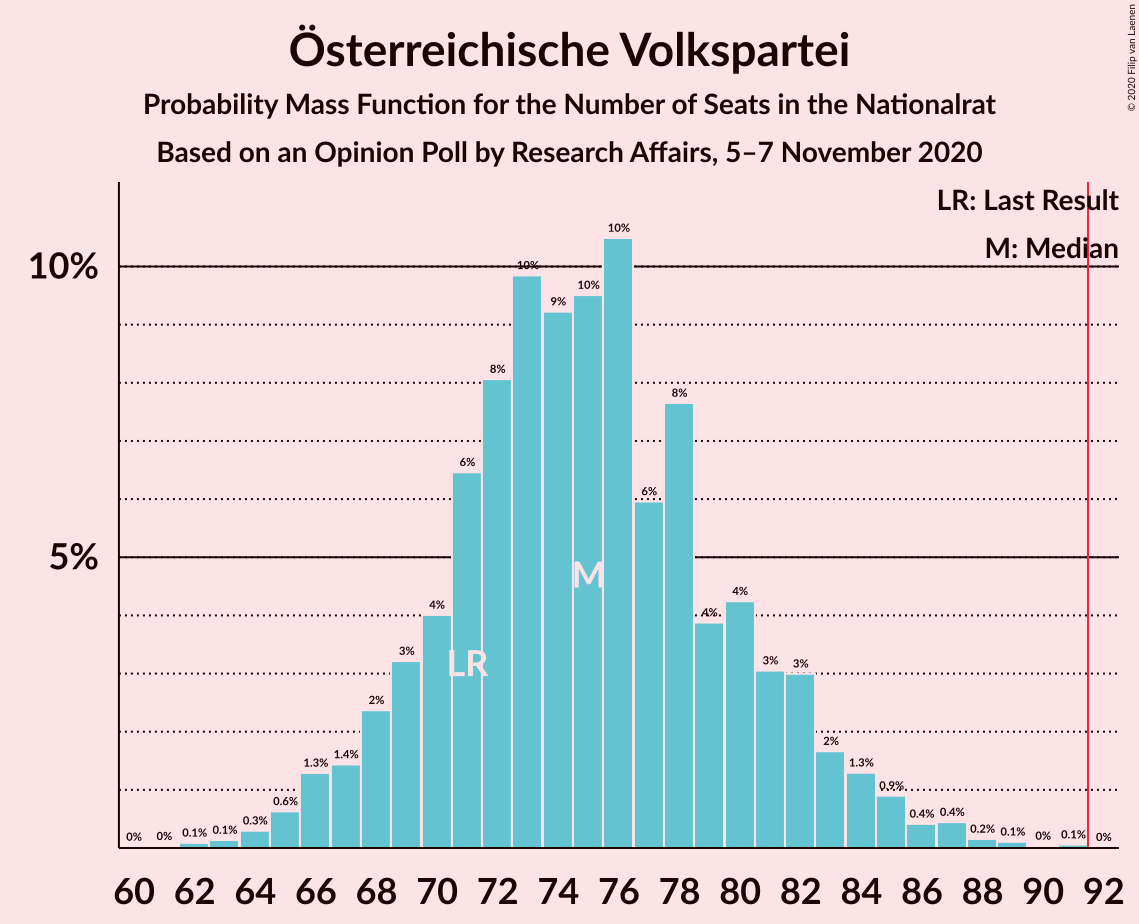 Österreichische Volkspartei
Probability Mass Function for the Number of Seats in the Nationalrat
Based on an Opinion Poll by Research Affairs, 5–7 November 2020
© 2020 Filip van Laenen
LR: Last Result
M: Median
10%
5%
0% 0% 0.1% 0.1% 0.3% 0.6% 1.3% 1.4% 2% 3% 4% 6% 8% 10% 9% 10% 10% 6% 8% 4% 4% 3% 3% 2% 1.3% 0.9% 0.4% 0.4% 0.2% 0.1% 0% 0.1% 0%
M
LR
60 62 64 66 68 70 72 74 76 78 80 82 84 86 88 90 92